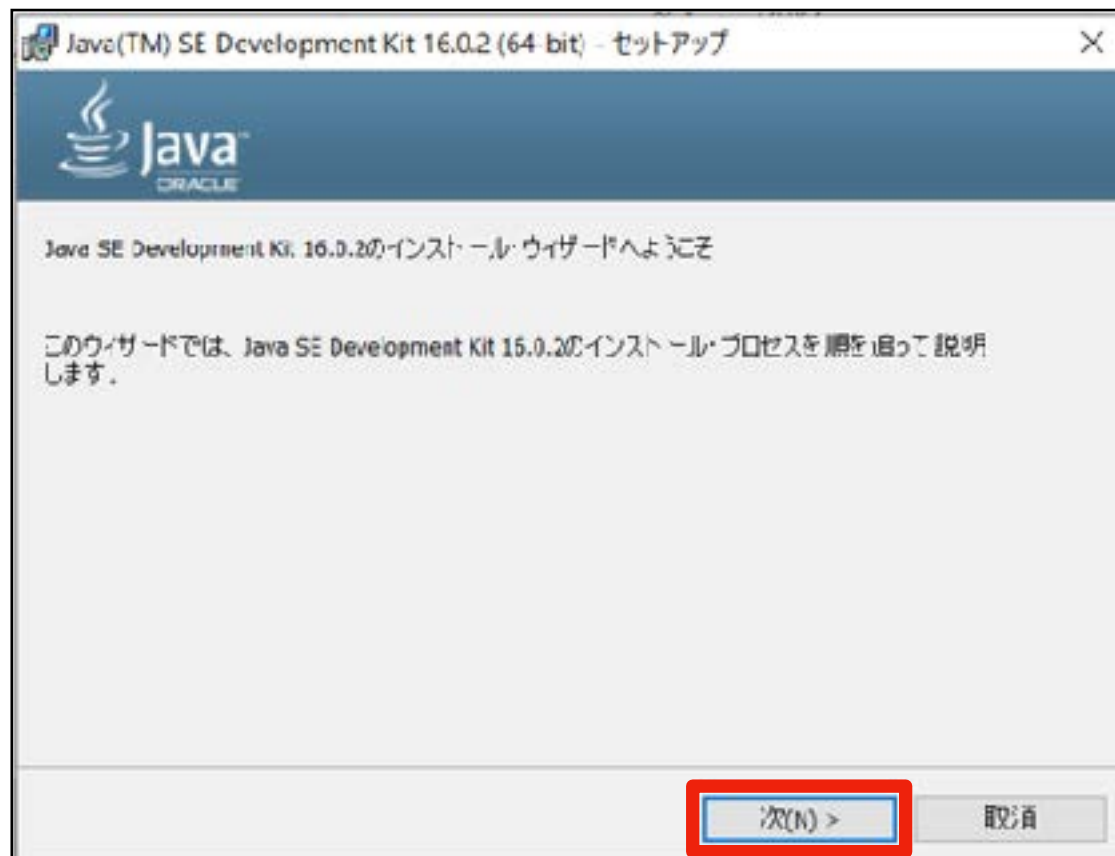 Java(TM) SE Development Kit 16.0.2 (64-bit) - セットアップ
Java
ORACLE
Java SE Development Kit 16.0.2のインストール・ウィザードへようこそ
このウィザードでは、Java SE Development Kit 16.0.2のインストール・プロセスを順を追って説明
します.
次(N) >
取消